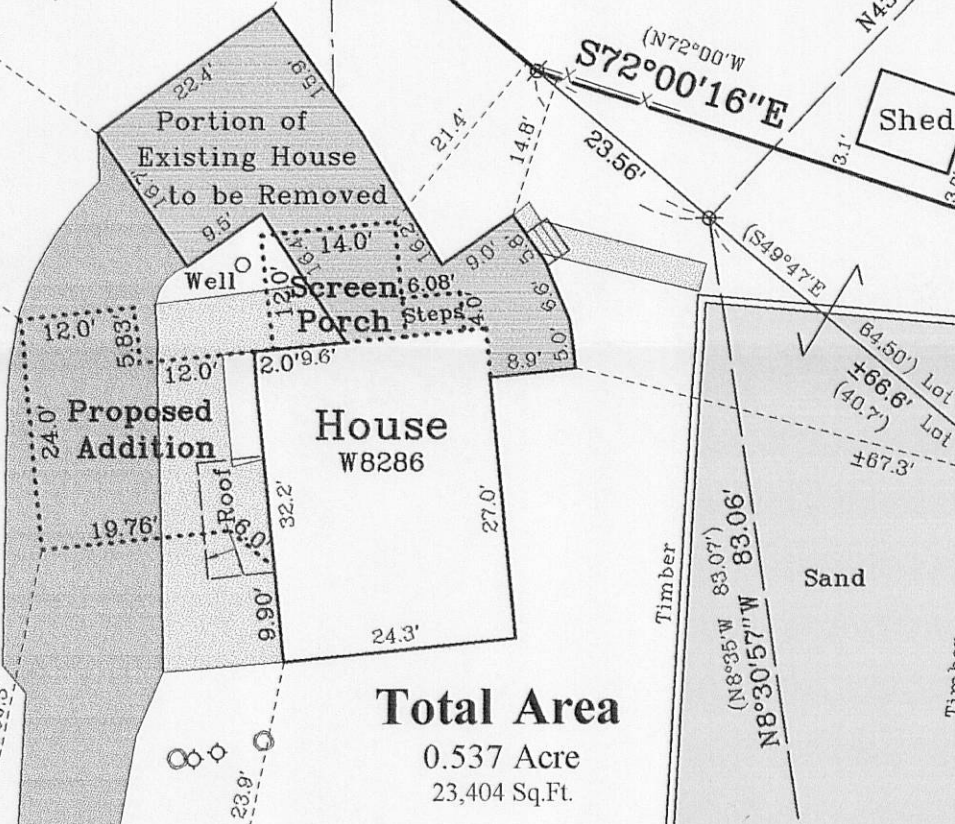 (N72°00'W
S72°00'16"E
22.4'
15.9'
Portion of
Existing House
to be Removed
16.7'
9.5'
21.4'
14.8'
23.56'
Shed
3.1'
14.0'
16.2'
9.0'
5.8'
(S49°47'E
Well
16.4'
12.0'
Screen
Porch
6.08'
Steps
4.0'
6.6'
5.0'
12.0'
5.83'
12.0'
2.0'
9.6'
8.9'
64.50') Lot
±66.6' Lot
(40.7')
±67.3'
Proposed
Addition
24.0'
House
W8286
Roof
32.2'
27.0'
19.76'
6.0'
9.90'
24.3'
Timber
(N8°35'W 83.07')
N8°30'57"W 83.06'
Sand
Total Area
0.537 Acre
23,404 Sq.Ft.
23.9'